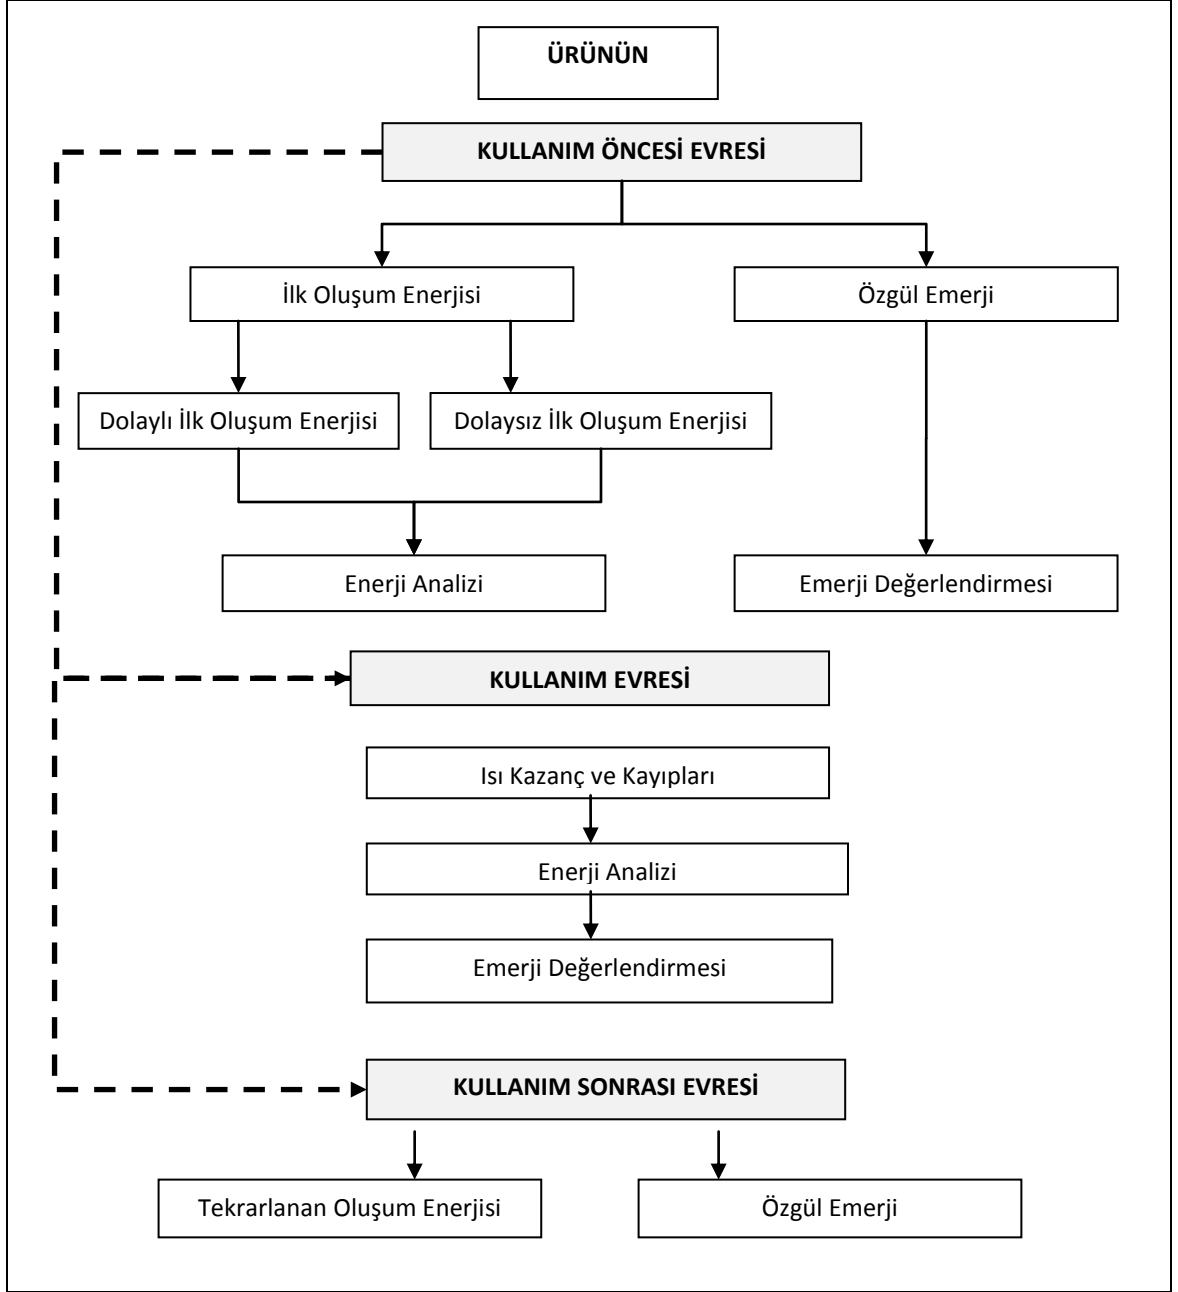 ÜRÜNÜN
KULLANIM ÖNCESİ EVRESİ
İlk Oluşum Enerjisi
Özgül Emerji
Dolaylı İlk Oluşum Enerjisi
Dolaysız İlk Oluşum Enerjisi
Enerji Analizi
Emerji Değerlendirmesi
KULLANIM EVRESİ
Isı Kazanç ve Kayıpları
Enerji Analizi
Emerji Değerlendirmesi
KULLANIM SONRASI EVRESİ
Tekrarlanan Oluşum Enerjisi
Özgül Emerji